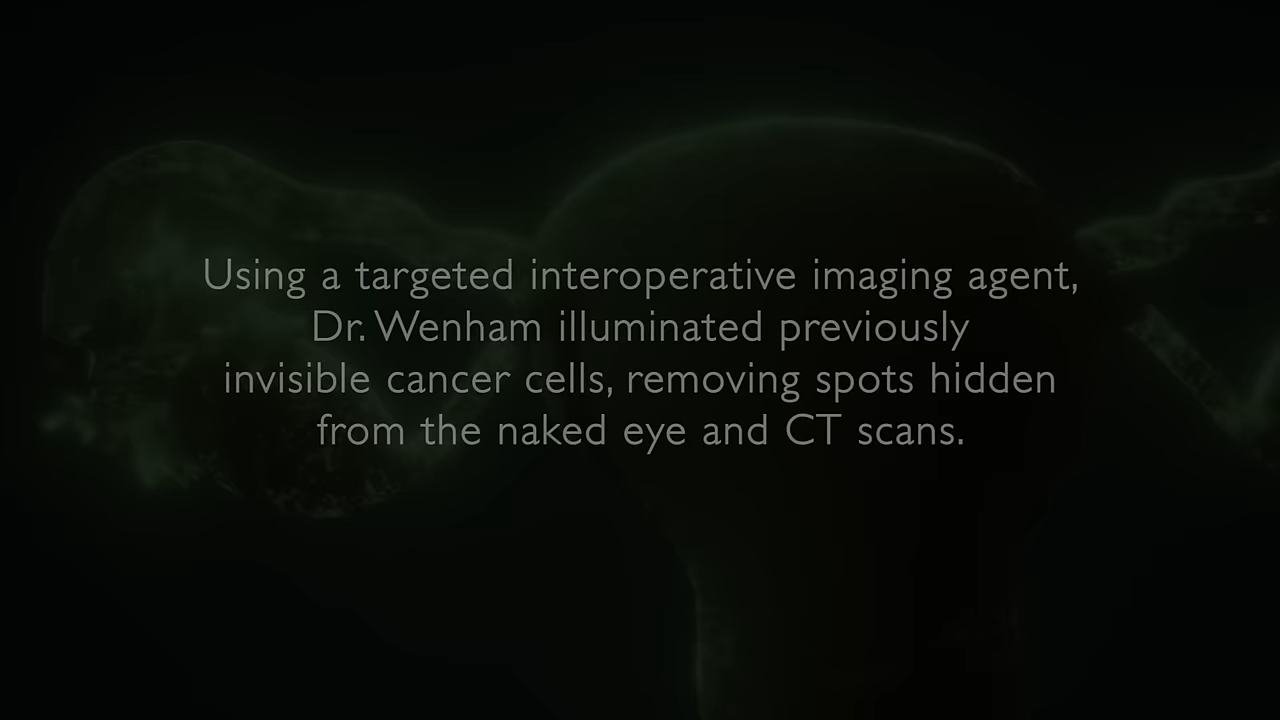 Using a targeted interoperative imaging agent,
Dr. Wenham illuminated previously
invisible cancer cells, removing spots hidden
from the naked eye and CT scans.